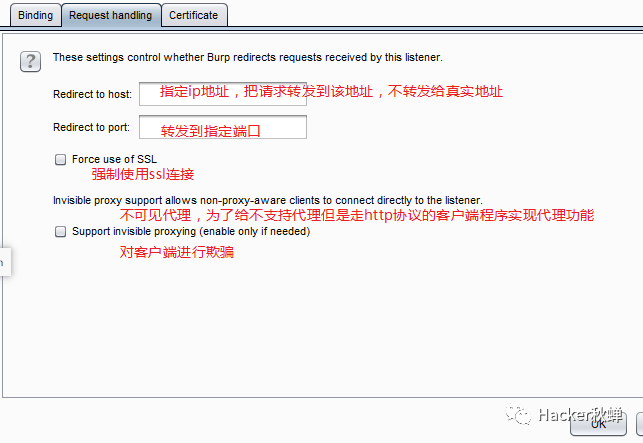 Binding Request handling Certificate
? These settings control whether Burp redirects requests received by this listener.
Redirect to host: 指定ip地址，把请求转发到该地址，不转发给真实地址
Redirect to port: 转发到指定端口
Force use of SSL
强制使用ssl连接
Invisible proxy support allows non-proxy-aware clients to connect directly to the listener.
不可见代理，为了给不支持代理但是走http协议的客户端程序实现代理功能
Support invisible proxying (enable only if needed)
对客户端进行欺骗
Hacker秋蝉
OK